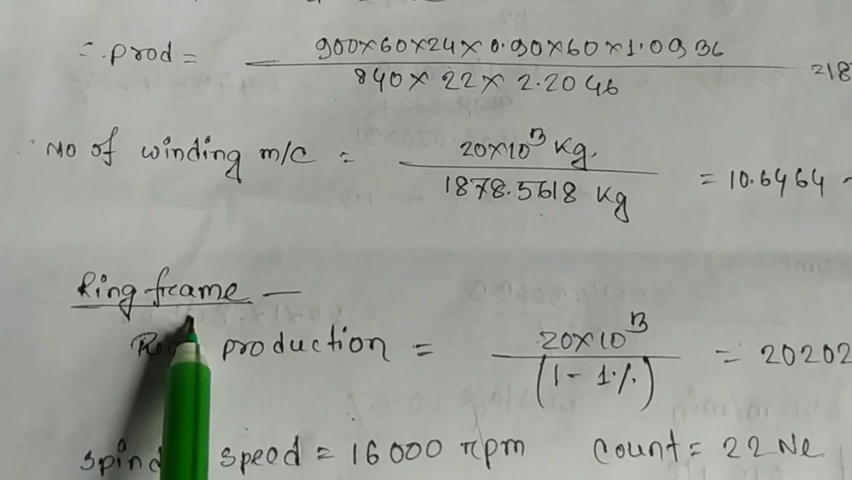 ∴ prod = 900×60×24×0.90×60×1.0936 / 840 × 22 × 2.2046 = 18
No of winding m/c = 20×10³ Kg. / 1878.5618 Kg = 10.6464
Ring frame —
production = 20×10³ / (1 - 1%) = 20202
speed = 16000 rpm count = 22 Ne